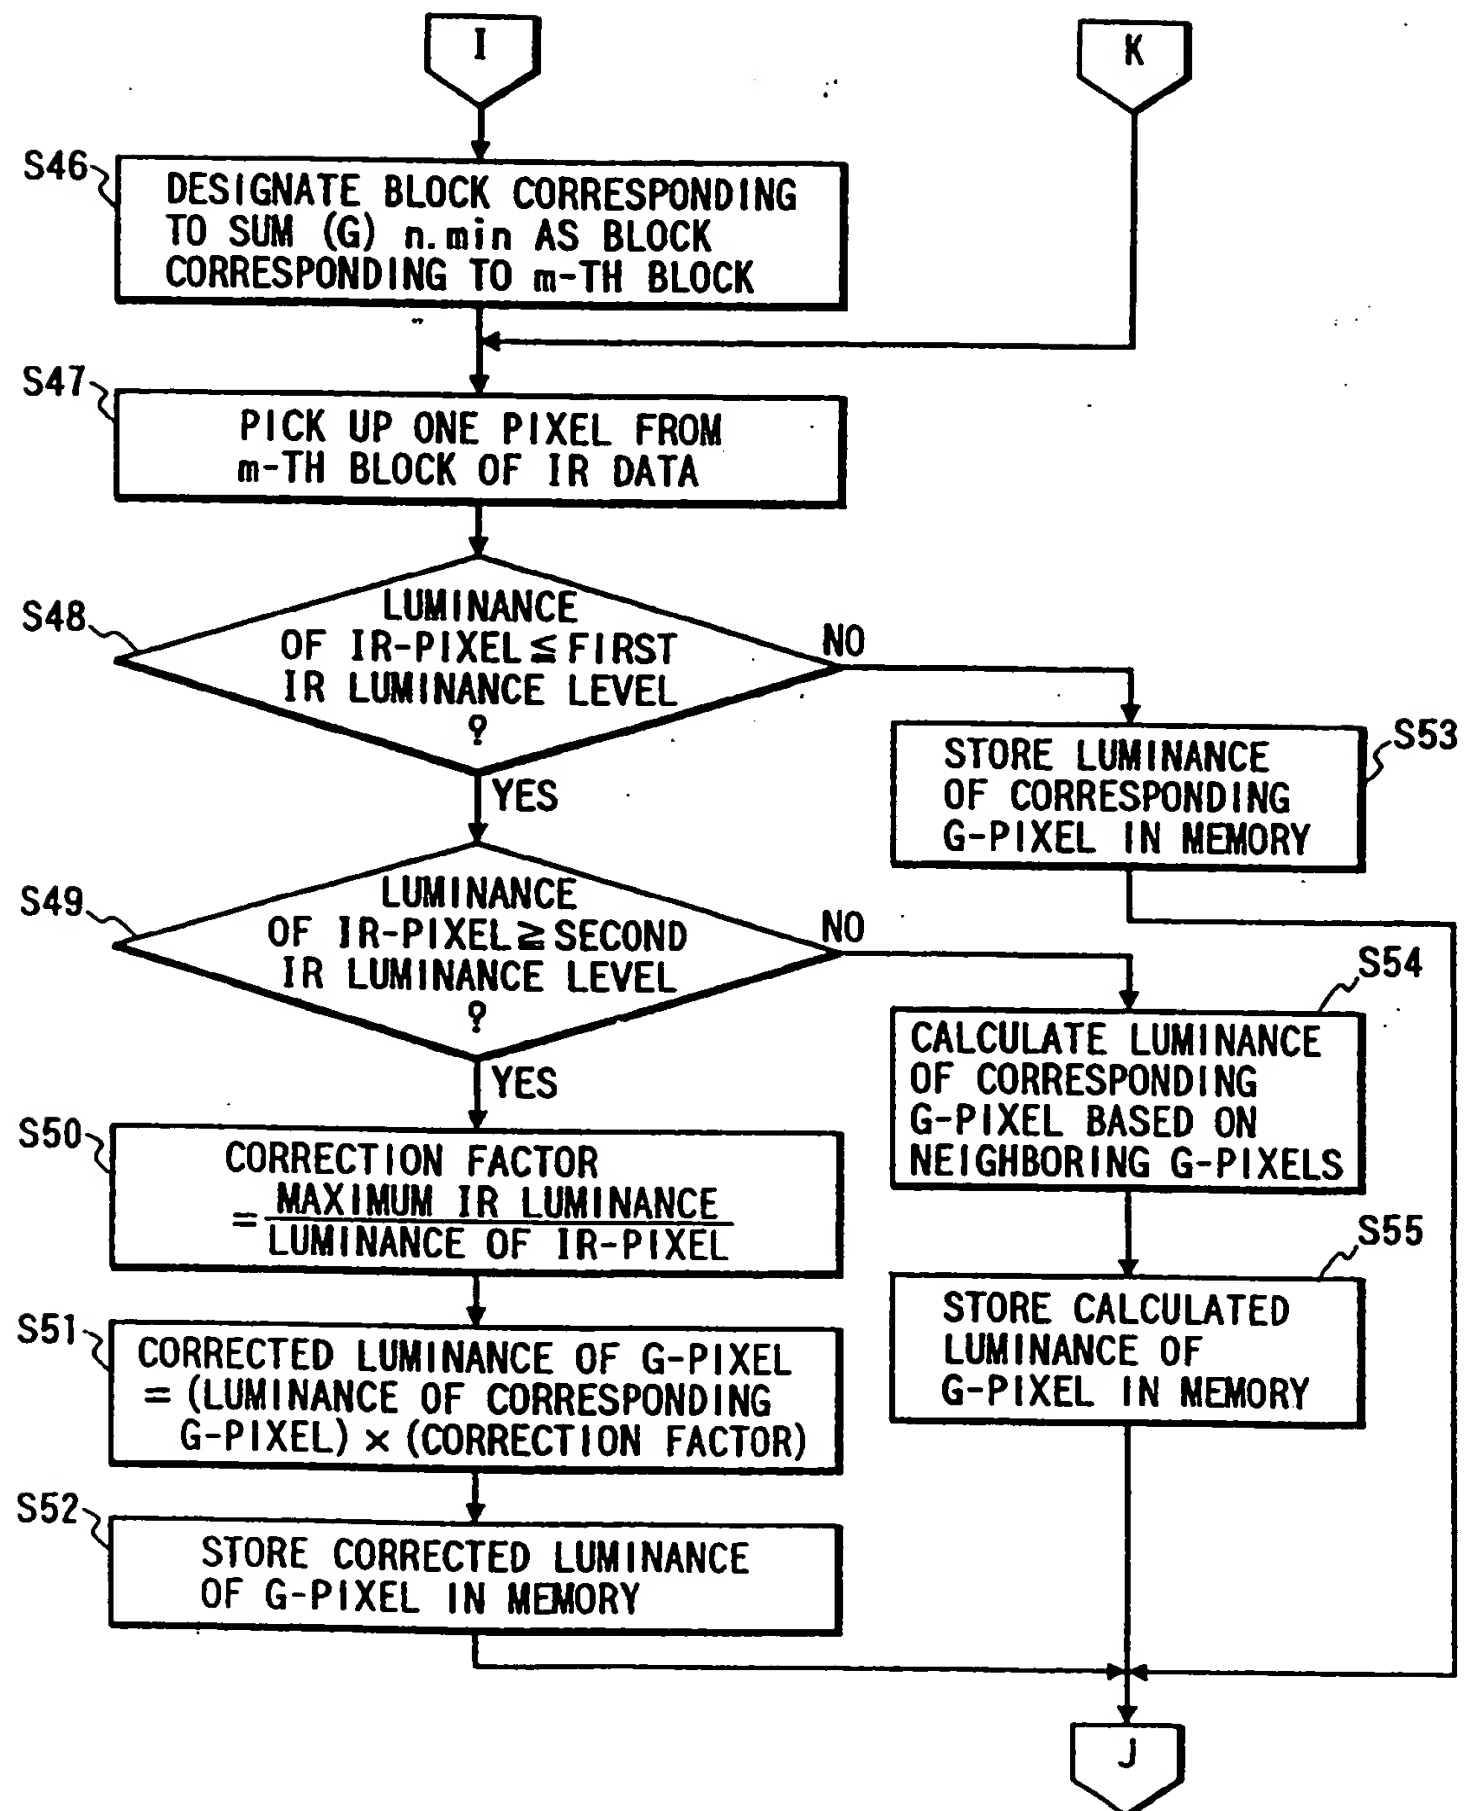 I
K
S46
DESIGNATE BLOCK CORRESPONDING
TO SUM (G) n.min AS BLOCK
CORRESPONDING TO m-TH BLOCK
S47
PICK UP ONE PIXEL FROM
m-TH BLOCK OF IR DATA
S48
LUMINANCE
OF IR-PIXEL≦FIRST
IR LUMINANCE LEVEL
?
NO
YES
S53
STORE LUMINANCE
OF CORRESPONDING
G-PIXEL IN MEMORY
S49
LUMINANCE
OF IR-PIXEL≧SECOND
IR LUMINANCE LEVEL
?
NO
YES
S54
CALCULATE LUMINANCE
OF CORRESPONDING
G-PIXEL BASED ON
NEIGHBORING G-PIXELS
S50
CORRECTION FACTOR
= MAXIMUM IR LUMINANCE
LUMINANCE OF IR-PIXEL
S55
STORE CALCULATED
LUMINANCE OF
G-PIXEL IN MEMORY
S51
CORRECTED LUMINANCE OF G-PIXEL
= (LUMINANCE OF CORRESPONDING
G-PIXEL) × (CORRECTION FACTOR)
S52
STORE CORRECTED LUMINANCE
OF G-PIXEL IN MEMORY
J